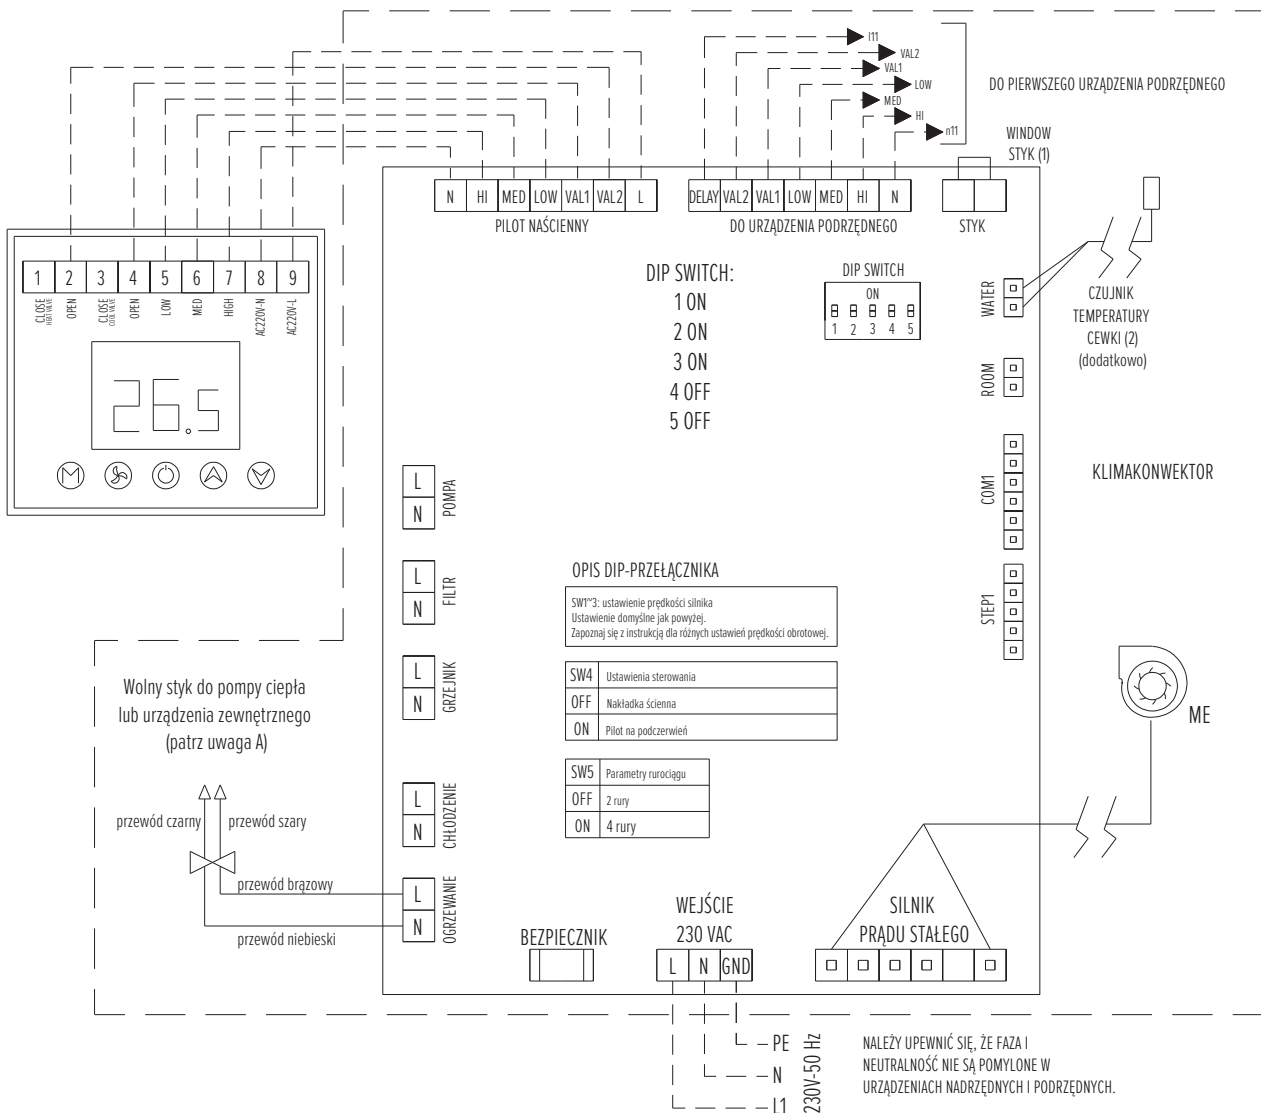 I11
VAL2
VAL1
LOW
MED
HI
n11
DO PIERWSZEGO URZĄDZENIA PODRZĘDNEGO
WINDOW
STYK (1)
N HI MED LOW VAL1 VAL2 L
PILOT NAŚCIENNY
DELAY VAL2 VAL1 LOW MED HI N
DO URZĄDZENIA PODRZĘDNEGO
STYK
1 2 3 4 5 6 7 8 9
CLOSE
HEAT VALVE
OPEN
CLOSE
COOL VALVE
OPEN
LOW
MED
HIGH
AC220V-N
AC220V-L
26.5
M
DIP SWITCH:
1 ON
2 ON
3 ON
4 OFF
5 OFF
DIP SWITCH
ON
1 2 3 4 5
WATER
CZUJNIK
TEMPERATURY
CEWKI (2)
(dodatkowo)
ROOM
COM1
STEP1
KLIMAKONWEKTOR
L
N
POMPA
L
N
FILTR
L
N
GRZEJNIK
L
N
CHŁODZENIE
L
N
OGRZEWANIE
OPIS DIP-PRZEŁĄCZNIKA
SW1~3: ustawienie prędkości silnika
Ustawienie domyślne jak powyżej.
Zapoznaj się z instrukcją dla różnych ustawień prędkości obrotowej.
SW4 Ustawienia sterowania
OFF Nakładka ścienna
ON Pilot na podczerwień
SW5 Parametry rurociągu
OFF 2 rury
ON 4 rury
Wolny styk do pompy ciepła
lub urządzenia zewnętrznego
(patrz uwaga A)
przewód czarny
przewód szary
przewód brązowy
przewód niebieski
ME
BEZPIECZNIK
WEJŚCIE
230 VAC
L N GND
SILNIK
PRĄDU STAŁEGO
PE
N
L1
230V-50 Hz
NALEŻY UPEWNIĆ SIĘ, ŻE FAZA I
NEUTRALNOŚĆ NIE SĄ POMYLONE W
URZĄDZENIACH NADRZĘDNYCH I PODRZĘDNYCH.